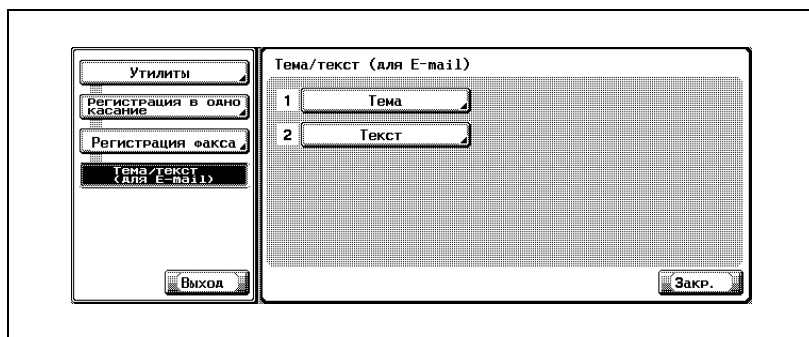 Утилиты
Регистрация в одно
касание
Регистрация факса
Тема/текст
(для E-mail)
Выход
Тема/текст (для E-mail)
1 Тема
2 Текст
Закр.